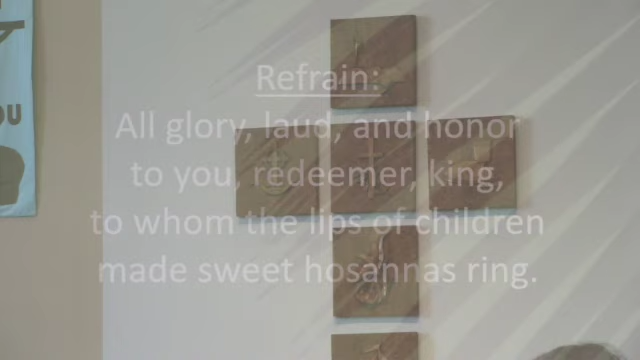 Refrain:
All glory, laud, and honor
to you, redeemer, king,
to whom the lips of children
made sweet hosannas ring.
OU